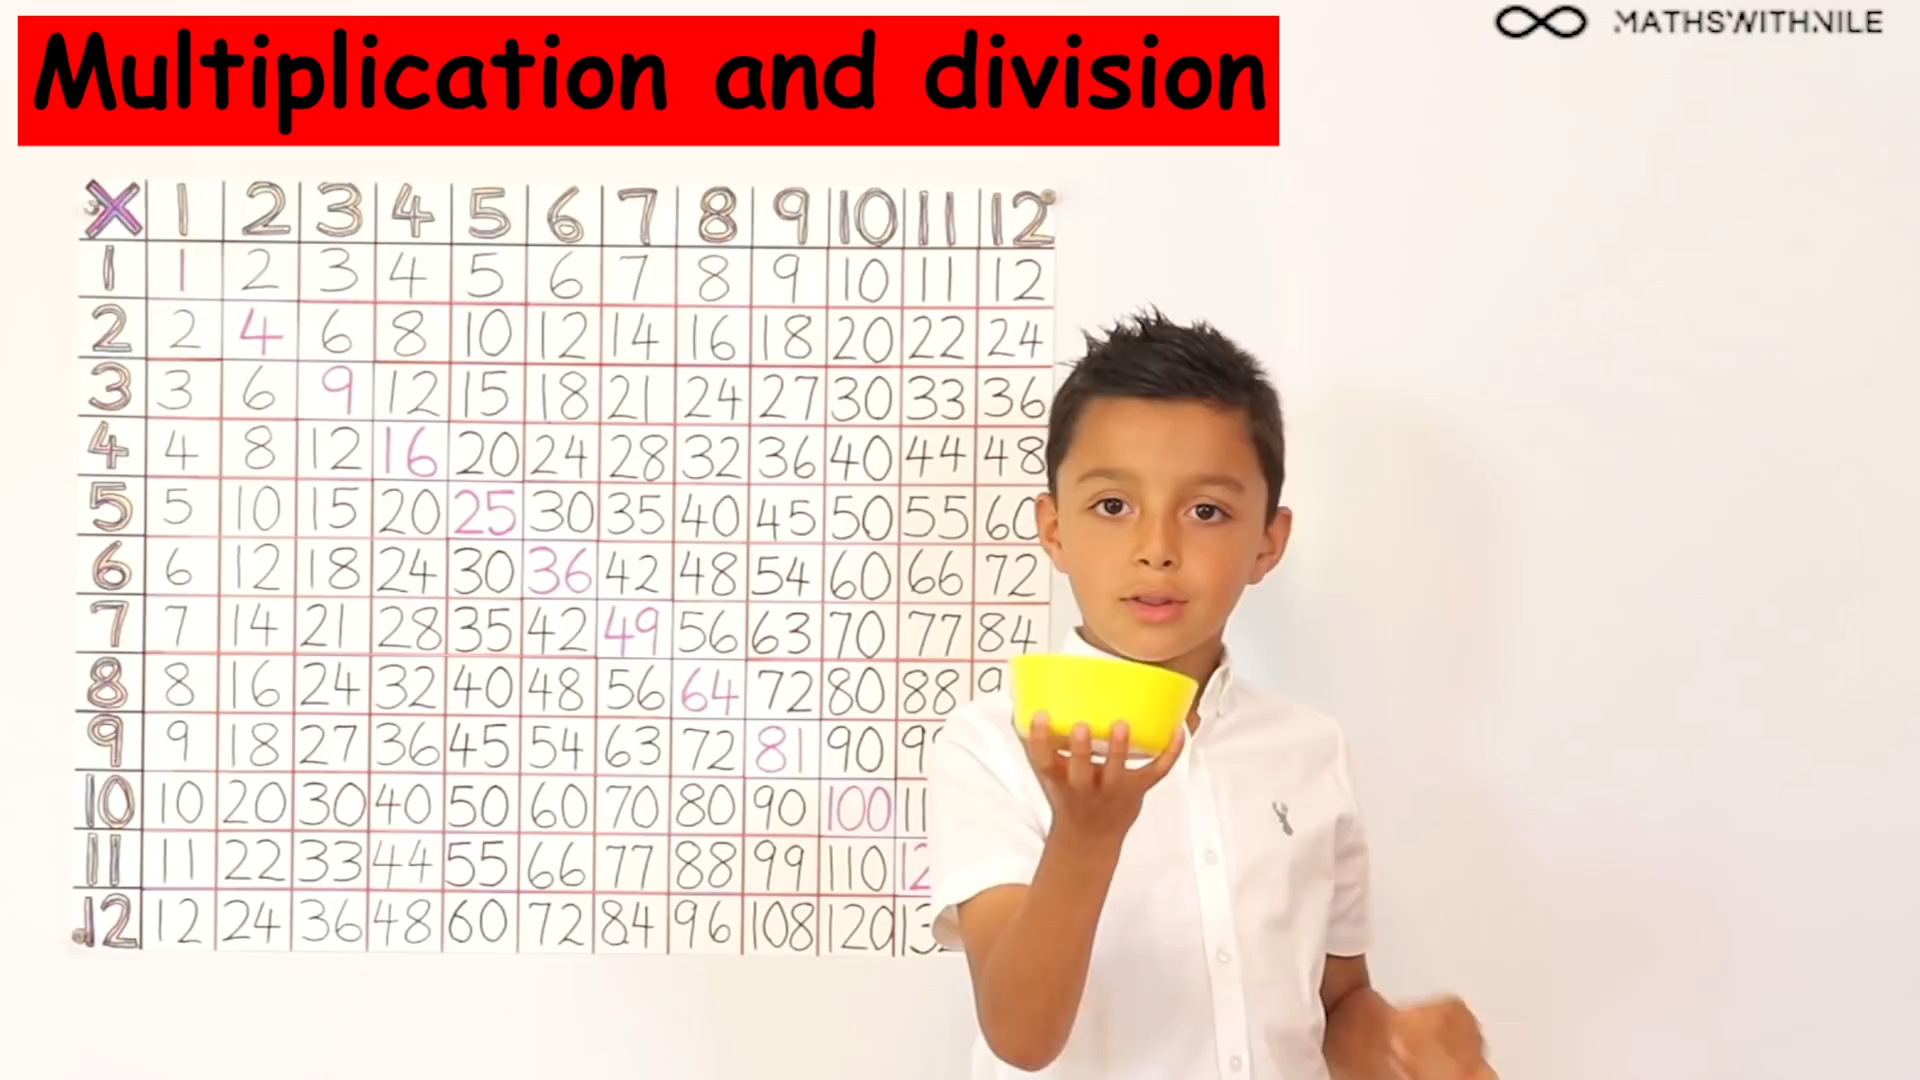 MATHSWITHNILE
Multiplication and division
X 1 2 3 4 5 6 7 8 9 10 11 12
1 1 2 3 4 5 6 7 8 9 10 11 12
2 2 4 6 8 10 12 14 16 18 20 22 24
3 3 6 9 12 15 18 21 24 27 30 33 36
4 4 8 12 16 20 24 28 32 36 40 44 48
5 5 10 15 20 25 30 35 40 45 50 55 60
6 6 12 18 24 30 36 42 48 54 60 66 72
7 7 14 21 28 35 42 49 56 63 70 77 84
8 8 16 24 32 40 48 56 64 72 80 88
9 9 18 27 36 45 54 63 72 81 90
10 10 20 30 40 50 60 70 80 90 100
11 11 22 33 44 55 66 77 88 99 110
12 12 24 36 48 60 72 84 96 108 120